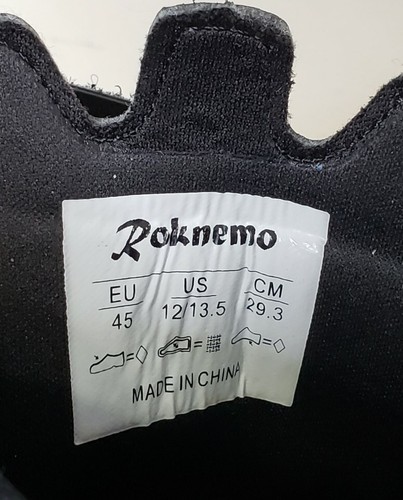 Roknemo
EU US CM
45 12/13.5 29.3
MADE IN CHINA